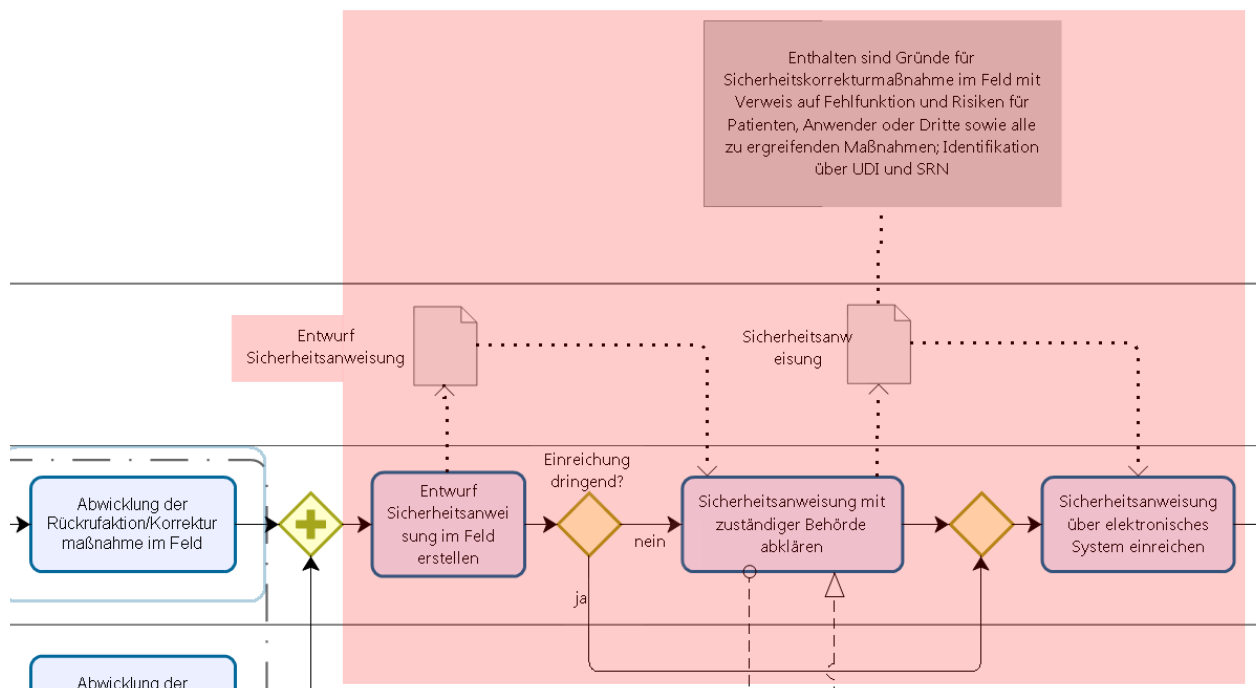 Enthalten sind Gründe für
Sicherheitskorrekturmaßnahme im Feld mit
Verweis auf Fehlfunktion und Risiken für
Patienten, Anwender oder Dritte sowie alle
zu ergreifenden Maßnahmen; Identifikation
über UDI und SRN
Entwurf
Sicherheitsanweisung
Sicherheitsanw
eisung
Abwicklung der
Rückrufaktion/Korrektur
maßnahme im Feld
Entwurf
Sicherheitsanwei
sung im Feld
erstellen
Einreichung
dringend?
nein
ja
Sicherheitsanweisung mit
zuständiger Behörde
abklären
Sicherheitsanweisung
über elektronisches
System einreichen
Abwicklung der